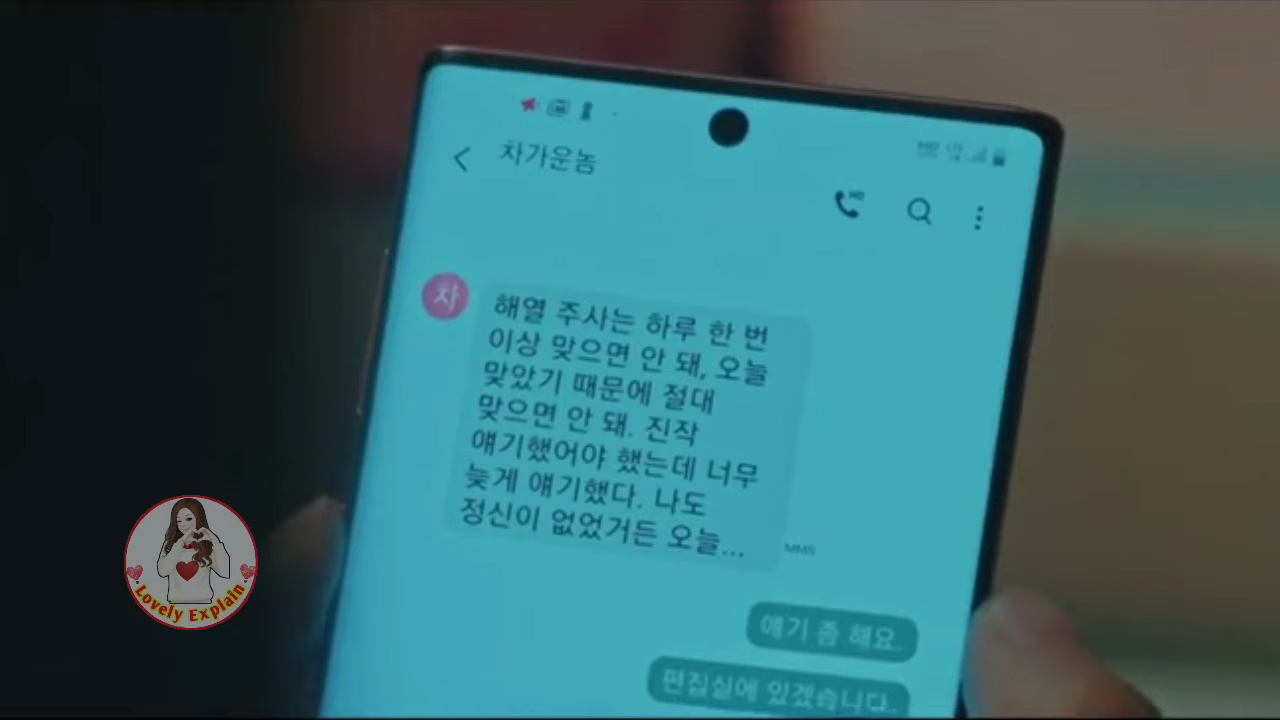 차가운놈
차
해열 주사는 하루 한 번
이상 맞으면 안 돼, 오늘
맞았기 때문에 절대
맞으면 안 돼. 진작
얘기했어야 했는데 너무
늦게 얘기했다. 나도
정신이 없었거든 오늘...
MMS
얘기 좀 해요.
편집실에 있겠습니다.
Lovely Explain